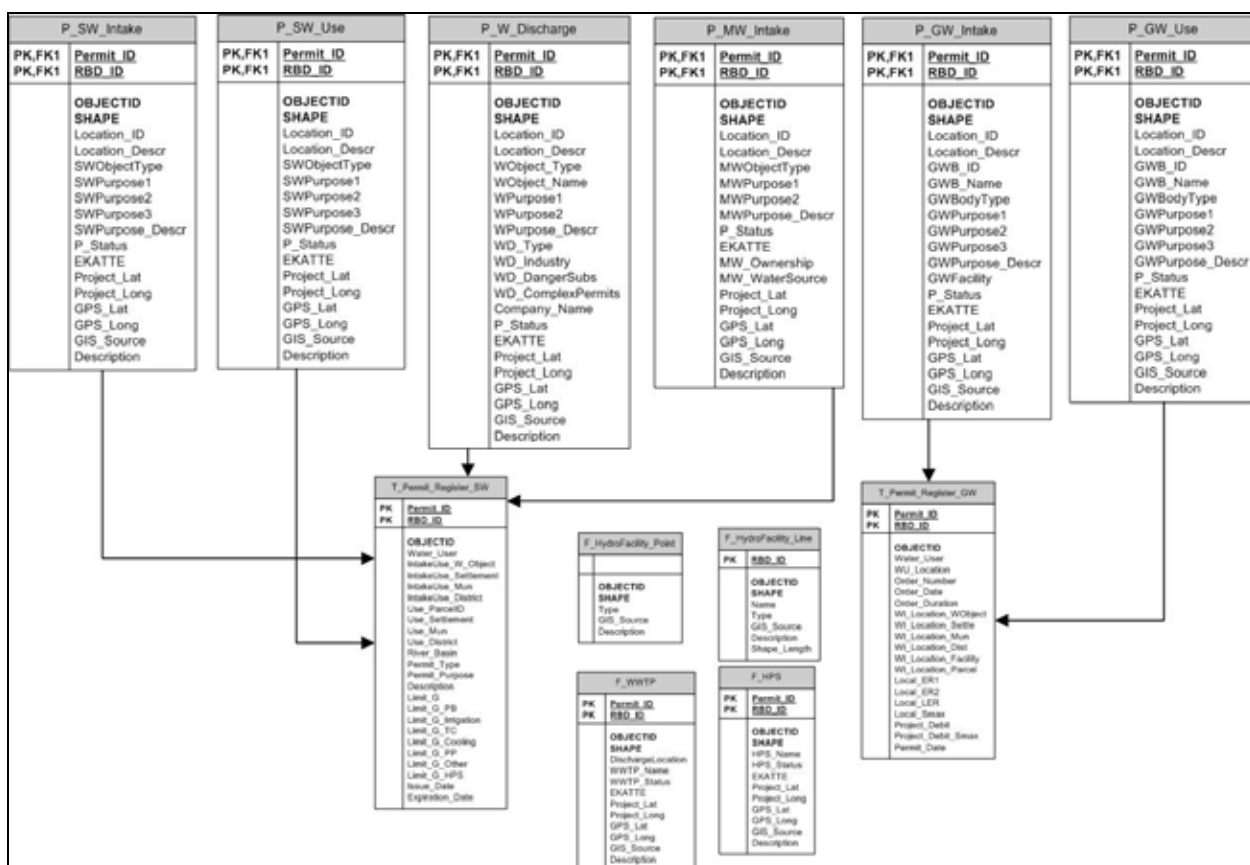 P_SW_Intake
PK,FK1 Permit_ID
PK,FK1 RBD_ID
OBJECTID
SHAPE
Location_ID
Location_Descr
SWObjectType
SWPurpose1
SWPurpose2
SWPurpose3
SWPurpose_Descr
P_Status
EKATTE
Project_Lat
Project_Long
GPS_Lat
GPS_Long
GIS_Source
Description
P_SW_Use
PK,FK1 Permit_ID
PK,FK1 RBD_ID
OBJECTID
SHAPE
Location_ID
Location_Descr
SWObjectType
SWPurpose1
SWPurpose2
SWPurpose3
SWPurpose_Descr
P_Status
EKATTE
Project_Lat
Project_Long
GPS_Lat
GPS_Long
GIS_Source
Description
P_W_Discharge
PK,FK1 Permit_ID
PK,FK1 RBD_ID
OBJECTID
SHAPE
Location_ID
Location_Descr
WObject_Type
WObject_Name
WPurpose1
WPurpose2
WPurpose_Descr
WD_Type
WD_Industry
WD_DangerSubs
WD_ComplexPermits
Company_Name
P_Status
EKATTE
Project_Lat
Project_Long
GPS_Lat
GPS_Long
GIS_Source
Description
P_MW_Intake
PK,FK1 Permit_ID
PK,FK1 RBD_ID
OBJECTID
SHAPE
Location_ID
Location_Descr
MWObjectType
MWPurpose1
MWPurpose2
MWPurpose_Descr
P_Status
EKATTE
MW_Ownership
MW_WaterSource
Project_Lat
Project_Long
GPS_Lat
GPS_Long
GIS_Source
Description
P_GW_Intake
PK,FK1 Permit_ID
PK,FK1 RBD_ID
OBJECTID
SHAPE
Location_ID
Location_Descr
GWB_ID
GWB_Name
GWBodyType
GWPurpose1
GWPurpose2
GWPurpose3
GWPurpose_Descr
GWFacility
P_Status
EKATTE
Project_Lat
Project_Long
GPS_Lat
GPS_Long
GIS_Source
Description
P_GW_Use
PK,FK1 Permit_ID
PK,FK1 RBD_ID
OBJECTID
SHAPE
Location_ID
Location_Descr
GWB_ID
GWB_Name
GWBodyType
GWPurpose1
GWPurpose2
GWPurpose3
GWPurpose_Descr
P_Status
EKATTE
Project_Lat
Project_Long
GPS_Lat
GPS_Long
GIS_Source
Description
T_Permit_Register_SW
PK Permit_ID
PK RBD_ID
OBJECTID
Water_User
IntakeUse_W_Object
IntakeUse_Settlement
IntakeUse_Mun
IntakeUse_District
Use_ParcelID
Use_Settlement
Use_Mun
Use_District
River_Basin
Permit_Type
Permit_Purpose
Description
Limit_G
Limit_G_PB
Limit_G_Irrigation
Limit_G_TC
Limit_G_Cooling
Limit_G_PP
Limit_G_Other
Limit_G_HPS
Issue_Date
Expiration_Date
F_HydroFacility_Point
OBJECTID
SHAPE
Type
GIS_Source
Description
F_HydroFacility_Line
PK RBD_ID
OBJECTID
SHAPE
Name
Type
GIS_Source
Description
Shape_Length
F_WWTP
PK Permit_ID
PK RBD_ID
OBJECTID
SHAPE
DischargeLocation
WWTP_Name
WWTP_Status
EKATTE
Project_Lat
Project_Long
GPS_Lat
GPS_Long
GIS_Source
Description
F_HPS
PK Permit_ID
PK RBD_ID
OBJECTID
SHAPE
HPS_Name
HPS_Status
EKATTE
Project_Lat
Project_Long
GPS_Lat
GPS_Long
GIS_Source
Description
T_Permit_Register_GW
PK Permit_ID
PK RBD_ID
OBJECTID
Water_User
WU_Location
Order_Number
Order_Date
Order_Duration
WI_Location_WObject
WI_Location_Settle
WI_Location_Mun
WI_Location_Dist
WI_Location_Facility
WI_Location_Parcel
Local_ER1
Local_ER2
Local_LER
Local_Smax
Project_Debit
Project_Debit_Smax
Permit_Date